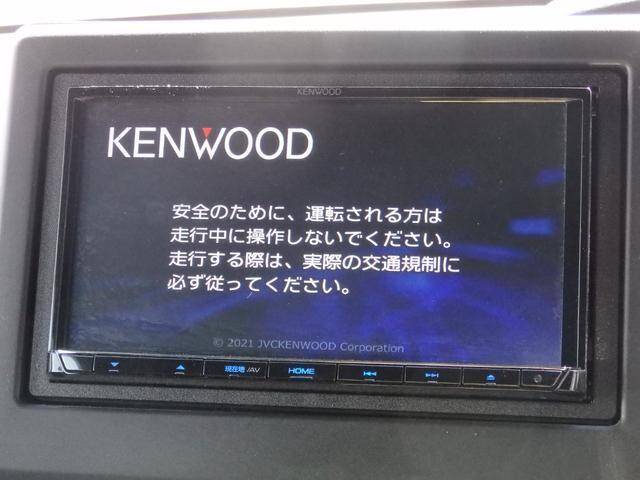 KENWOOD
KENWOOD
安全のために、運転される方は
走行中に操作しないでください。
走行する際は、実際の交通規制に
必ず従ってください。
© 2021 JVCKENWOOD Corporation
現在地/AV HOME